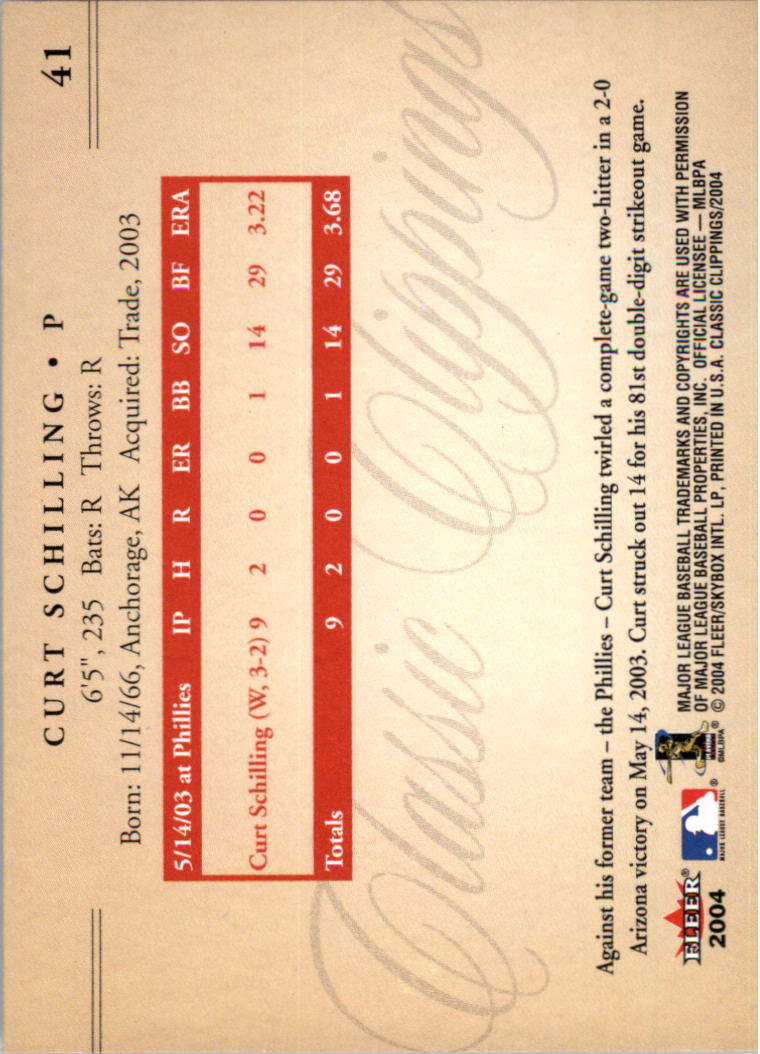 41
CURT SCHILLING • P
6'5", 235 Bats: R Throws: R
Born: 11/14/66, Anchorage, AK Acquired: Trade, 2003
5/14/03 at Phillies IP H R ER BB SO BF ERA
Curt Schilling (W, 3-2) 9 2 0 0 1 14 29 3.22
Totals 9 2 0 0 1 14 29 3.68
Classic Clippings
Against his former team – the Phillies – Curt Schilling twirled a complete-game two-hitter in a 2-0
Arizona victory on May 14, 2003. Curt struck out 14 for his 81st double-digit strikeout game.
FLEER®
2004
®
MAJOR LEAGUE BASEBALL
®
©MLBPA
MAJOR LEAGUE BASEBALL TRADEMARKS AND COPYRIGHTS ARE USED WITH PERMISSION
OF MAJOR LEAGUE BASEBALL PROPERTIES, INC. OFFICIAL LICENSEE — MLBPA
© 2004 FLEER/SKYBOX INTL. LP, PRINTED IN U.S.A. CLASSIC CLIPPINGS/2004